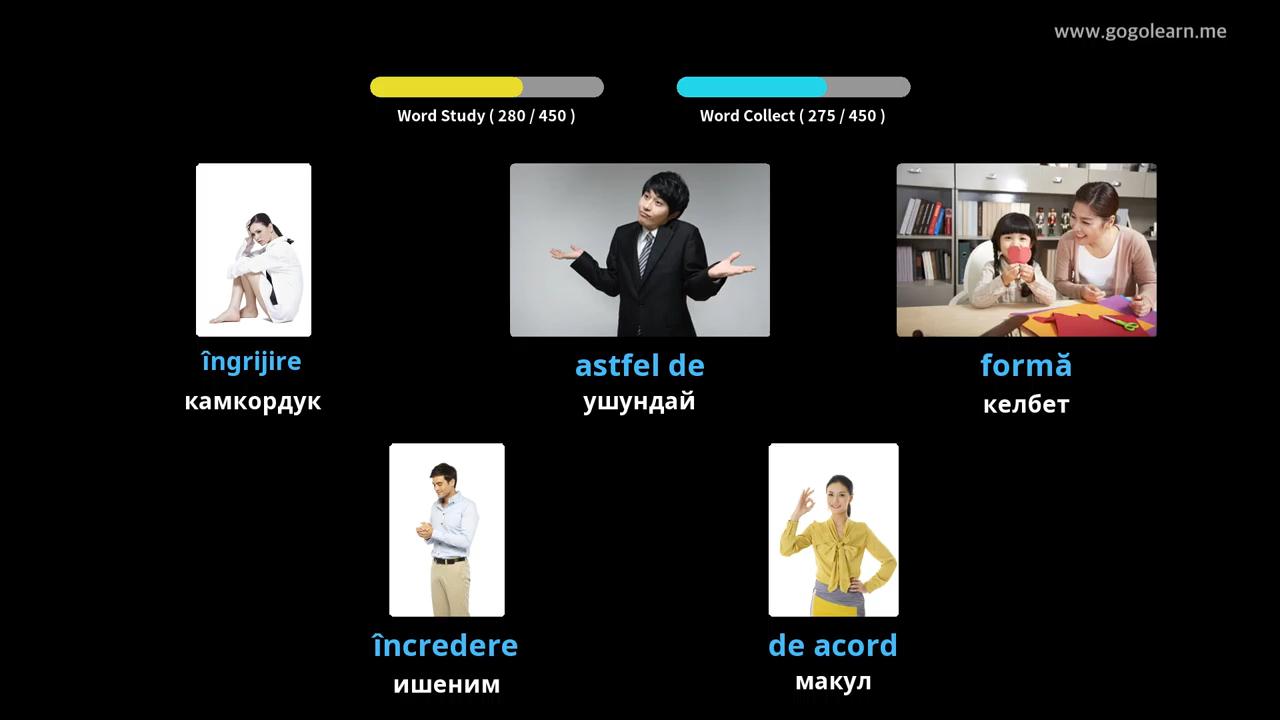 www.gogolearn.me
Word Study ( 280 / 450 )
Word Collect ( 275 / 450 )
îngrijire
камкордук
astfel de
ушундай
formă
келбет
încredere
ишеним
de acord
макул